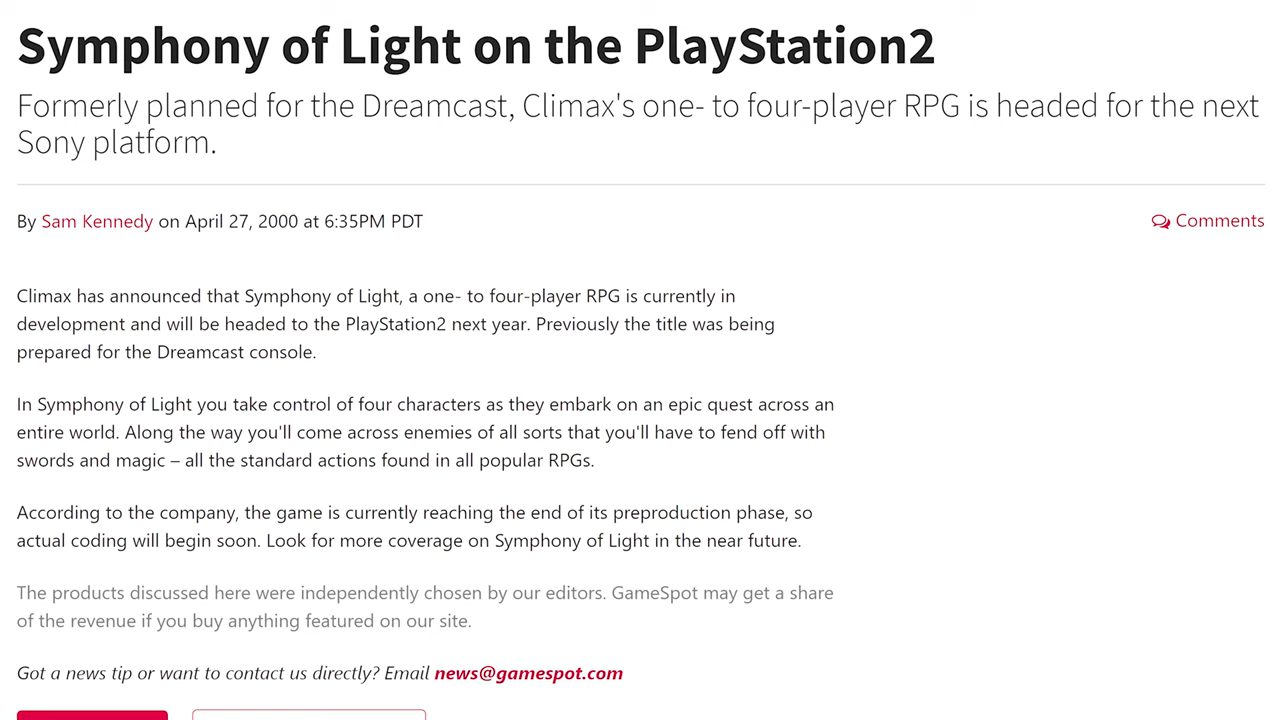 Symphony of Light on the PlayStation2
Formerly planned for the Dreamcast, Climax's one- to four-player RPG is headed for the next
Sony platform.
By Sam Kennedy on April 27, 2000 at 6:35PM PDT
Comments
Climax has announced that Symphony of Light, a one- to four-player RPG is currently in
development and will be headed to the PlayStation2 next year. Previously the title was being
prepared for the Dreamcast console.
In Symphony of Light you take control of four characters as they embark on an epic quest across an
entire world. Along the way you'll come across enemies of all sorts that you'll have to fend off with
swords and magic – all the standard actions found in all popular RPGs.
According to the company, the game is currently reaching the end of its preproduction phase, so
actual coding will begin soon. Look for more coverage on Symphony of Light in the near future.
The products discussed here were independently chosen by our editors. GameSpot may get a share
of the revenue if you buy anything featured on our site.
Got a news tip or want to contact us directly? Email news@gamespot.com